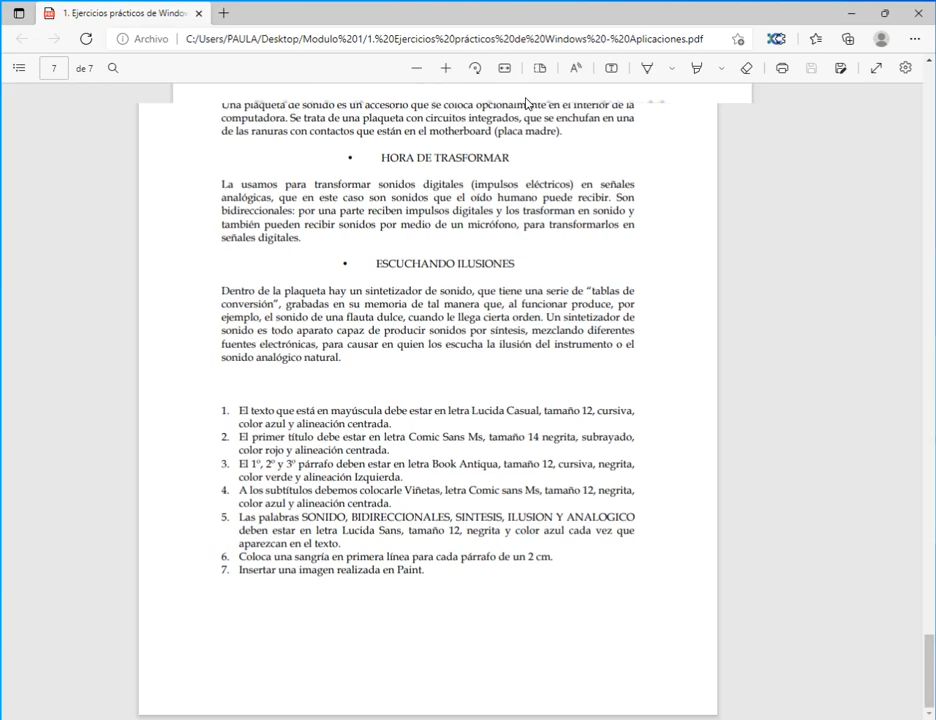 1. Ejercicios prácticos de Window
Archivo
C:/Users/PAULA/Desktop/Modulo%201/1.%20Ejercicios%20prácticos%20de%20Windows%20-%20Aplicaciones.pdf
7 de 7
Una plaqueta de sonido es un accesorio que se coloca opcionalmente en el interior de la
computadora. Se trata de una plaqueta con circuitos integrados, que se enchufan en una
de las ranuras con contactos que están en el motherboard (placa madre).
• HORA DE TRASFORMAR
La usamos para transformar sonidos digitales (impulsos eléctricos) en señales
analógicas, que en este caso son sonidos que el oído humano puede recibir. Son
bidireccionales: por una parte reciben impulsos digitales y los trasforman en sonido y
también pueden recibir sonidos por medio de un micrófono, para transformarlos en
señales digitales.
• ESCUCHANDO ILUSIONES
Dentro de la plaqueta hay un sintetizador de sonido, que tiene una serie de “tablas de
conversión”, grabadas en su memoria de tal manera que, al funcionar produce, por
ejemplo, el sonido de una flauta dulce, cuando le llega cierta orden. Un sintetizador de
sonido es todo aparato capaz de producir sonidos por síntesis, mezclando diferentes
fuentes electrónicas, para causar en quien los escucha la ilusión del instrumento o el
sonido analógico natural.
1. El texto que está en mayúscula debe estar en letra Lucida Casual, tamaño 12, cursiva,
color azul y alineación centrada.
2. El primer título debe estar en letra Comic Sans Ms, tamaño 14 negrita, subrayado,
color rojo y alineación centrada.
3. El 1º, 2º y 3º párrafo deben estar en letra Book Antiqua, tamaño 12, cursiva, negrita,
color verde y alineación Izquierda.
4. A los subtítulos debemos colocarle Viñetas, letra Comic sans Ms, tamaño 12, negrita,
color azul y alineación centrada.
5. Las palabras SONIDO, BIDIRECCIONALES, SINTESIS, ILUSION Y ANALOGICO
deben estar en letra Lucida Sans, tamaño 12, negrita y color azul cada vez que
aparezcan en el texto.
6. Coloca una sangría en primera línea para cada párrafo de un 2 cm.
7. Insertar una imagen realizada en Paint.